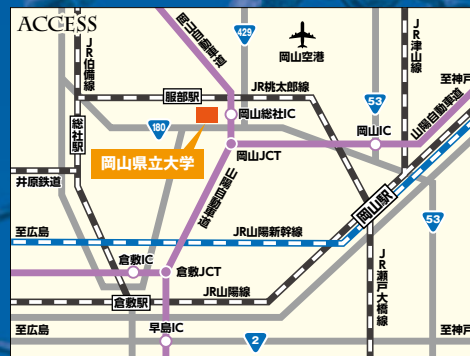 ACCESS
JR伯備線
岡山自動車道
429
岡山空港
JR津山線
至神戸
服部駅
JR桃太郎線
53
山陽自動車道
総社駅
180
岡山総社IC
岡山IC
岡山県立大学
岡山JCT
井原鉄道
山陽自動車道
岡山駅
53
至広島
JR山陽新幹線
倉敷IC
倉敷JCT
JR瀬戸大橋線
JR山陽線
倉敷駅
至広島
早島IC
2
至神戸